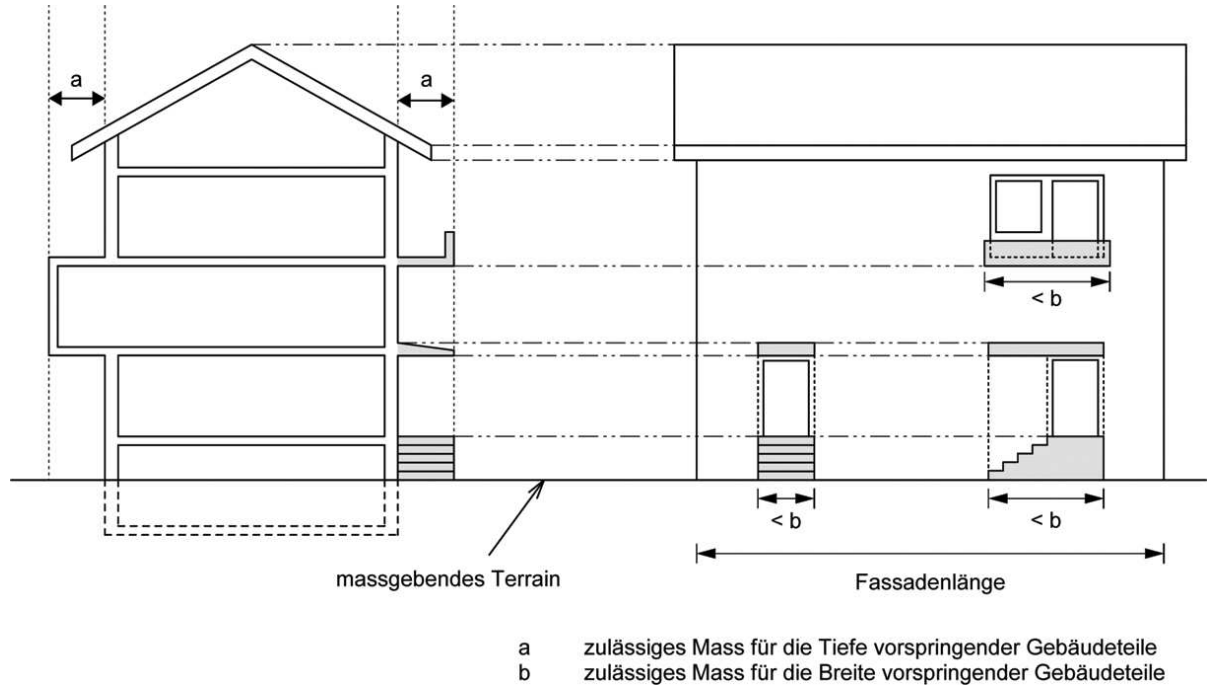 a
a
< b
< b
< b
massgebendes Terrain
Fassadenlänge
a zulässiges Mass für die Tiefe vorspringender Gebäudeteile
b zulässiges Mass für die Breite vorspringender Gebäudeteile